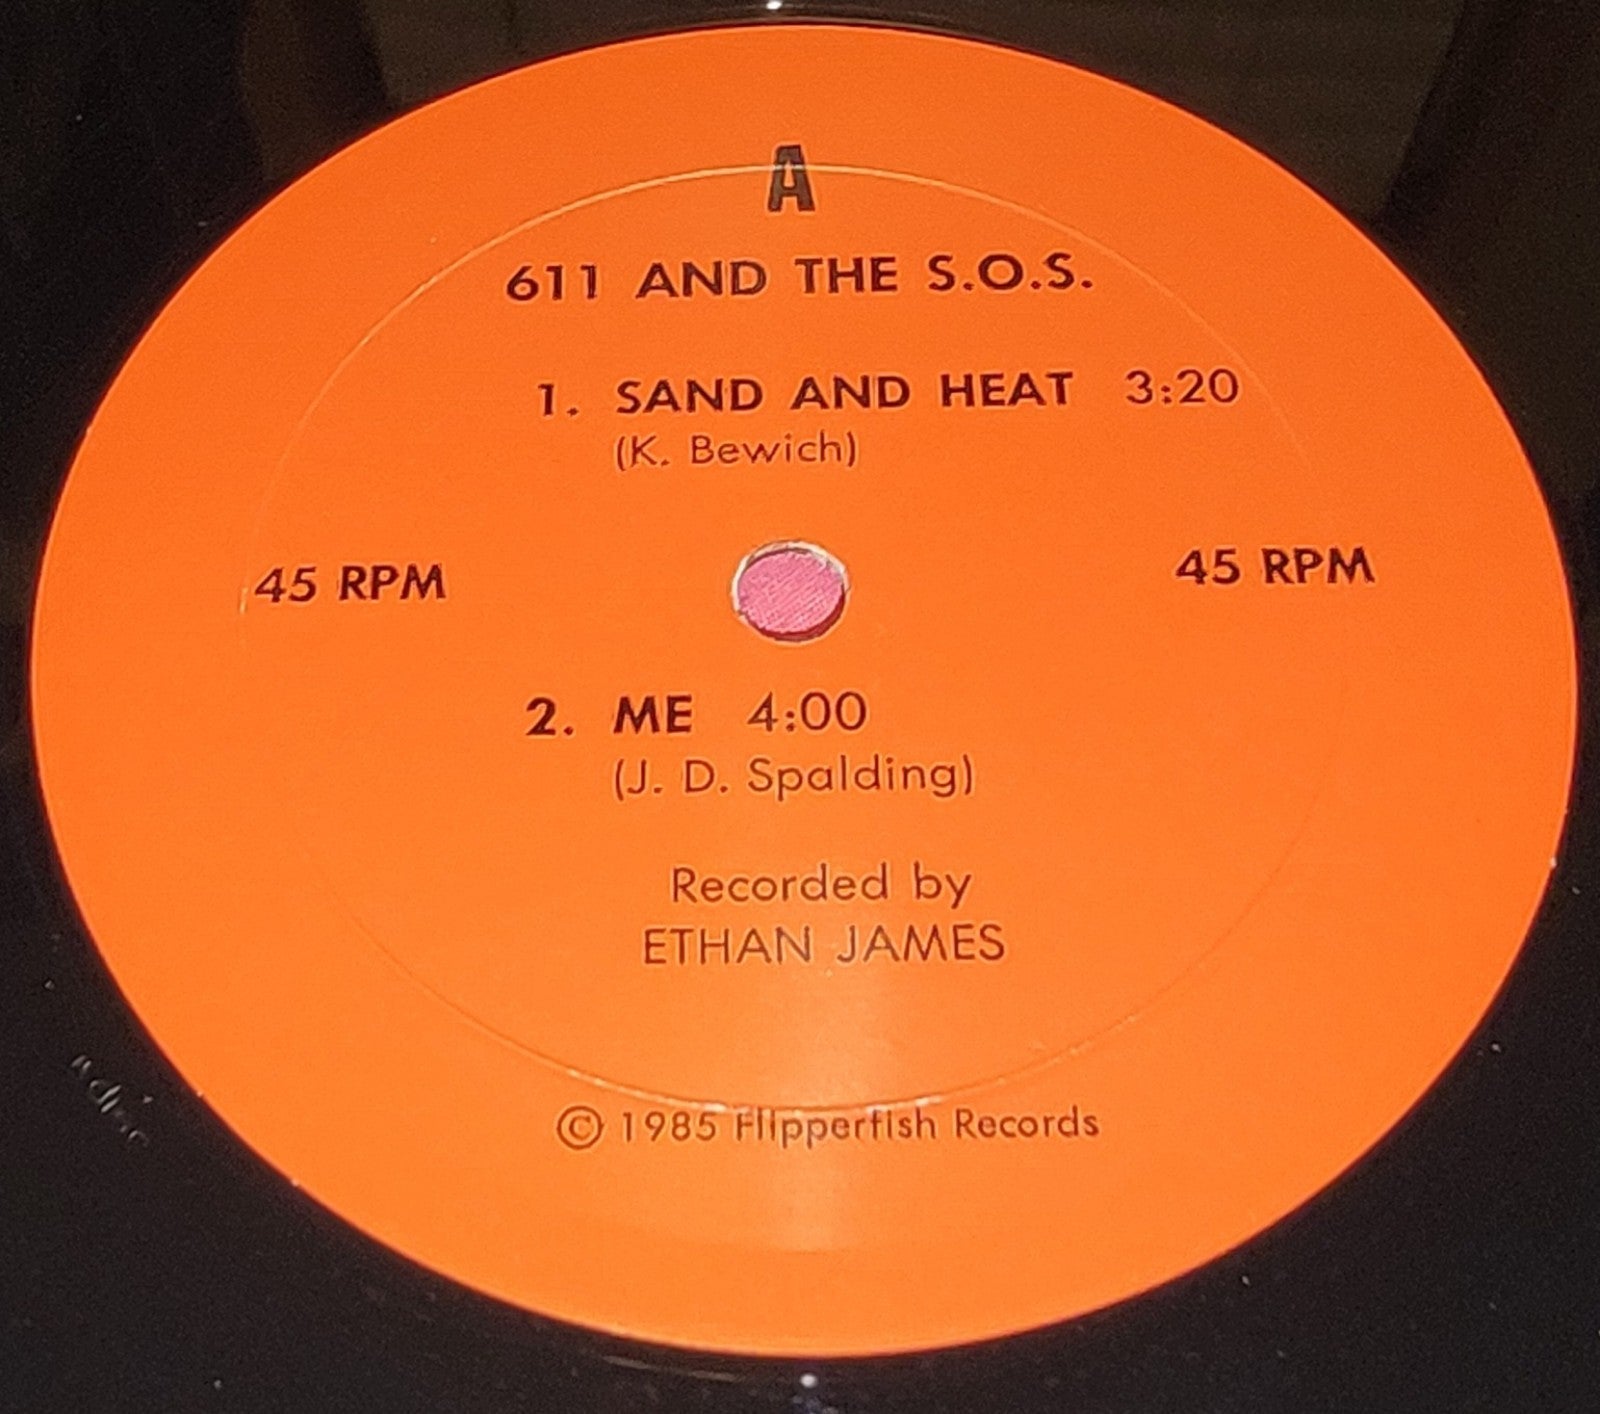 A
611 AND THE S.O.S.
1. SAND AND HEAT 3:20
(K. Bewich)
45 RPM 45 RPM
2. ME 4:00
(J. D. Spalding)
Recorded by
ETHAN JAMES
© 1985 Flipperfish Records